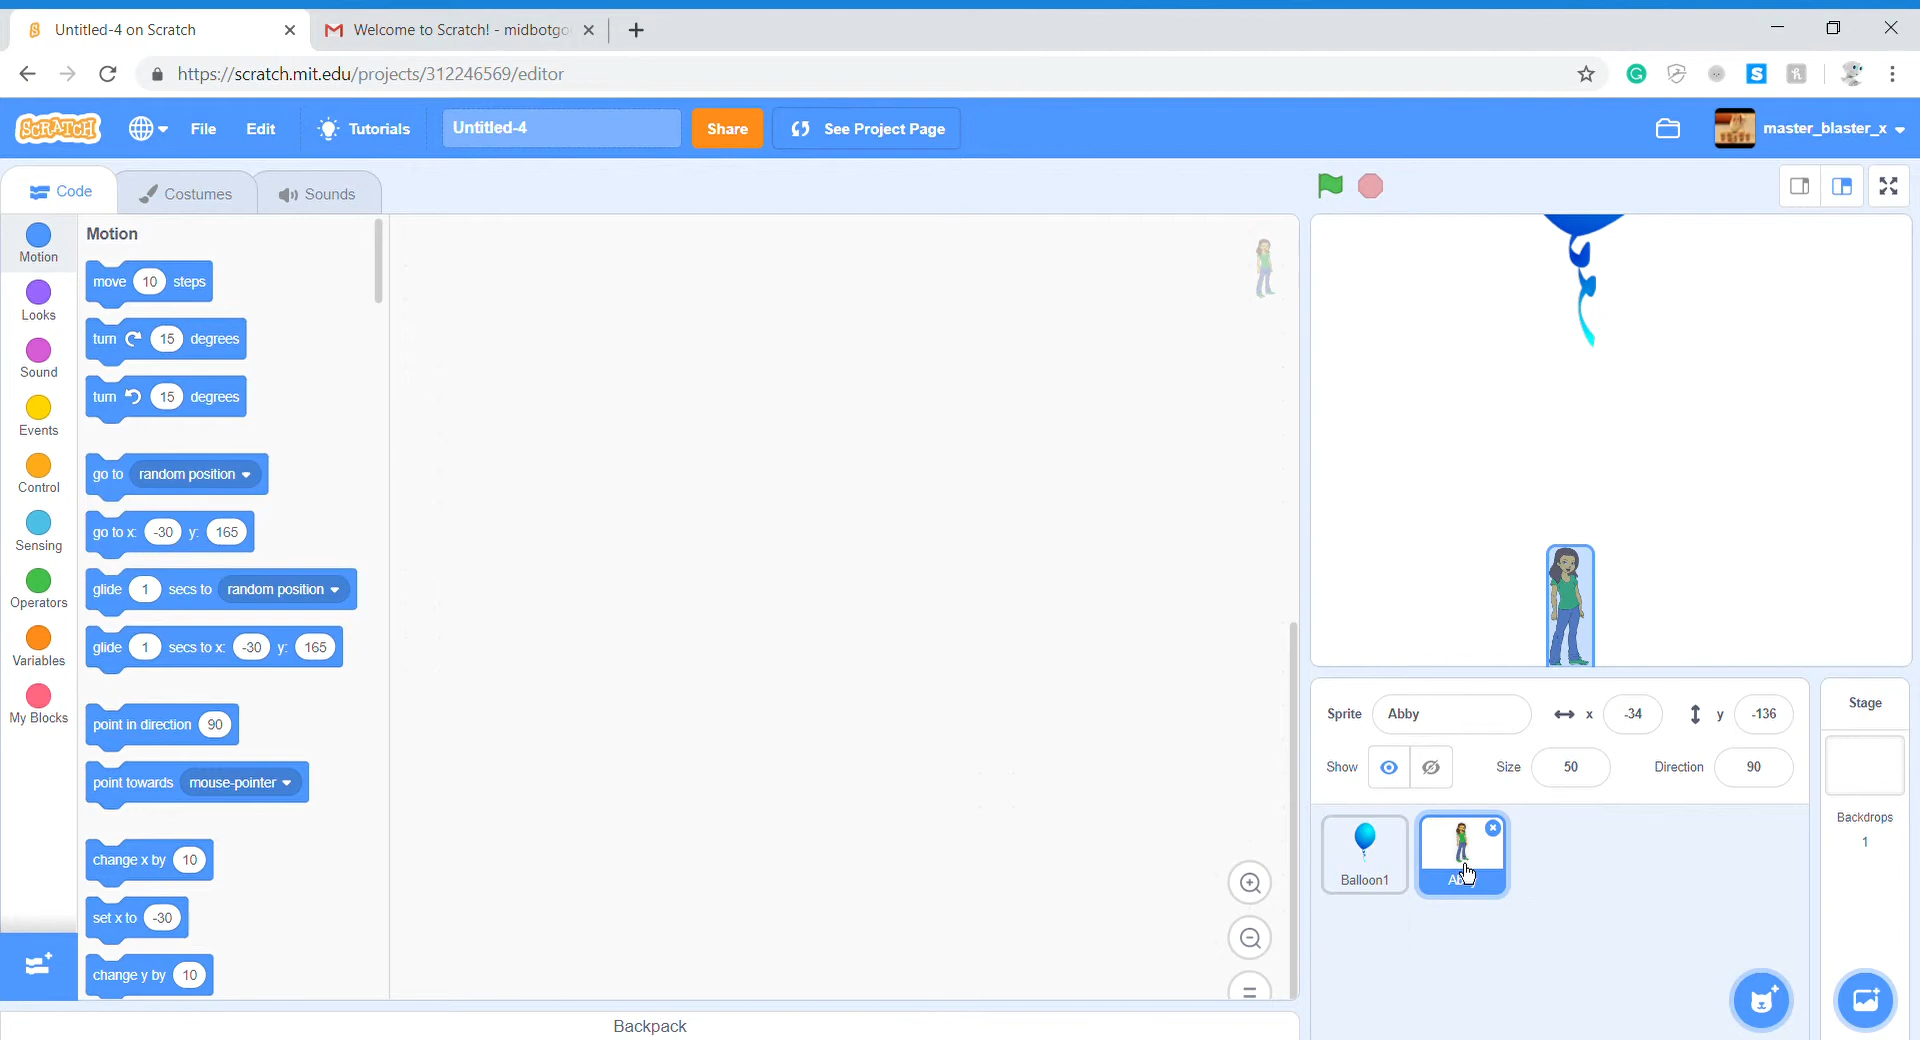 Untitled-4 on Scratch
Welcome to Scratch! - midbotgo
https://scratch.mit.edu/projects/312246569/editor
SCRATCH
File
Edit
Tutorials
Untitled-4
Share
See Project Page
master_blaster_x
Code
Costumes
Sounds
Motion
Looks
Sound
Events
Control
Sensing
Operators
Variables
My Blocks
Motion
move 10 steps
turn 15 degrees
turn 15 degrees
go to random position
go to x: -30 y: 165
glide 1 secs to random position
glide 1 secs to x: -30 y: 165
point in direction 90
point towards mouse-pointer
change x by 10
set x to -30
change y by 10
Backpack
Sprite Abby x -34 y -136
Show Size 50 Direction 90
Balloon1
Stage
Backdrops
1